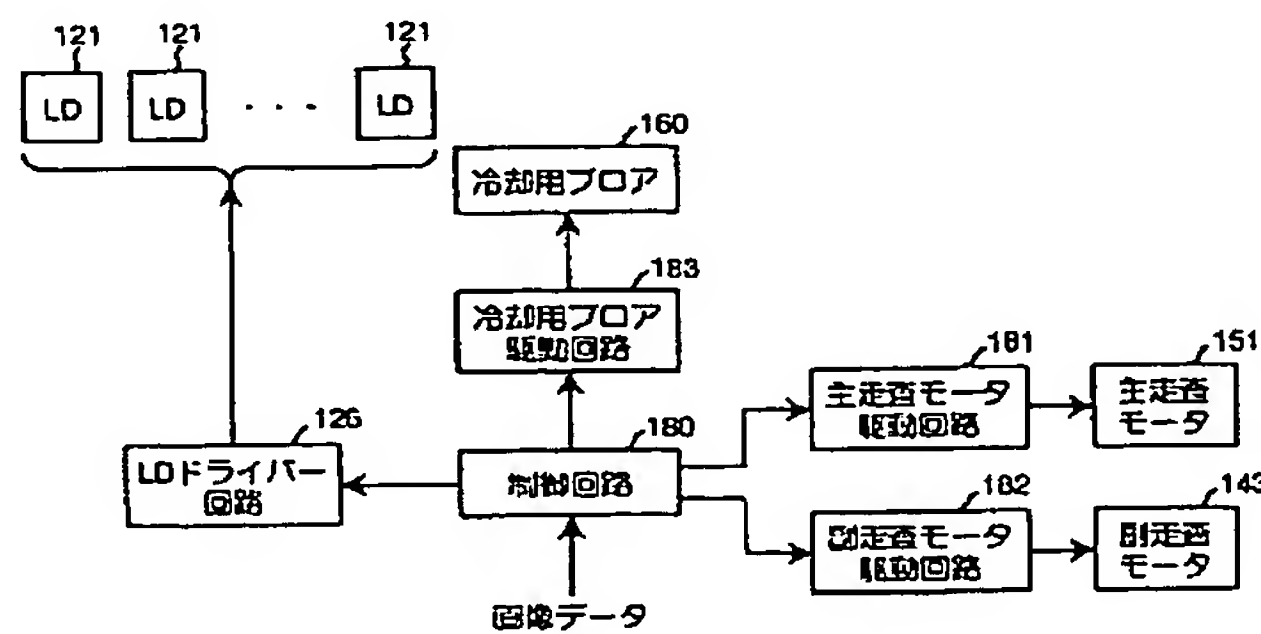 121 121 121
LD LD . . . LD
160
冷却用ブロア
183
冷却用ブロア
駆動回路
181 151
主走査モータ 主走査
駆動回路 モータ
126 180
LDドライバー 制御回路
回路
182 143
副走査モータ 副走査
駆動回路 モータ
画像データ